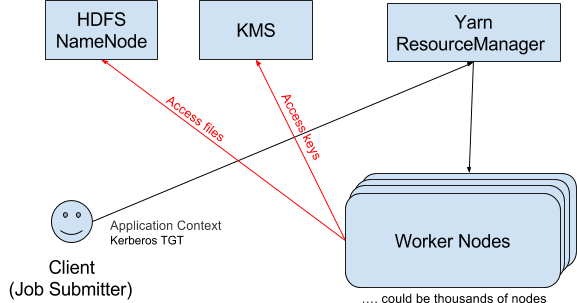 HDFS
NameNode
KMS
Yarn
ResourceManager
Access files
Access keys
Application Context
Kerberos TGT
Worker Nodes
Client
(Job Submitter)
.... could be thousands of nodes